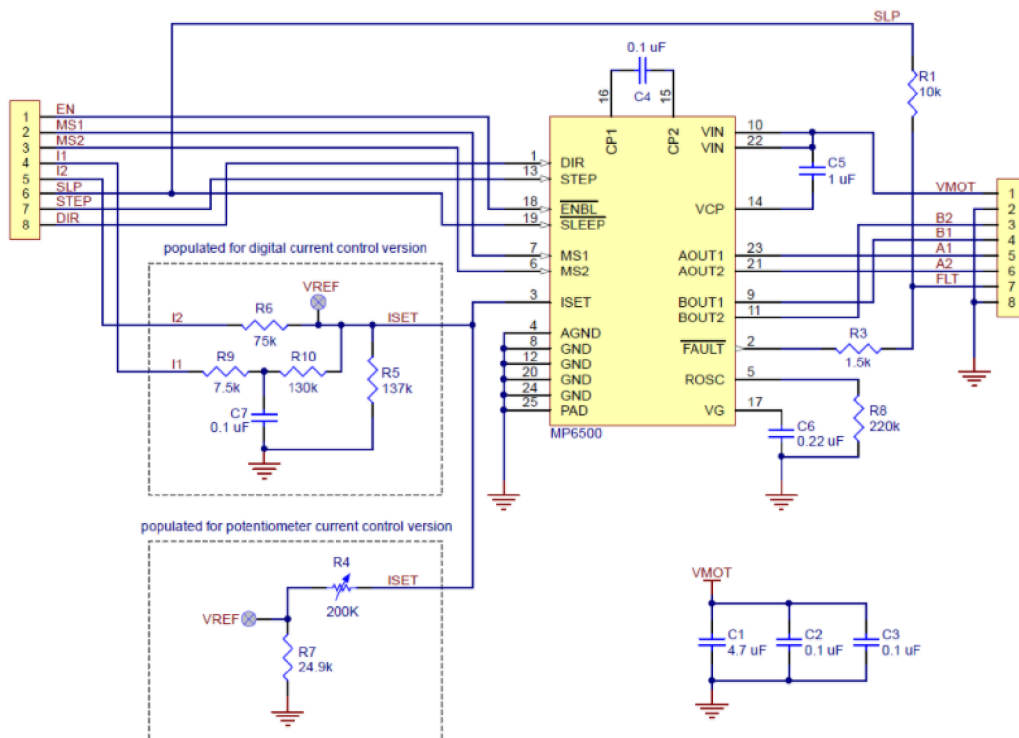 SLP
0.1 uF
C4
16
15
R1
10k
1
2
3
4
5
6
7
8
EN
MS1
MS2
I1
I2
SLP
STEP
DIR
CP1
CP2
1
DIR
13
STEP
18
ENBL
19
SLEEP
7
MS1
6
MS2
3
ISET
4
AGND
8
GND
12
GND
20
GND
24
GND
25
PAD
MP6500
VIN
10
VIN
22
VCP
14
AOUT1
23
AOUT2
21
BOUT1
9
BOUT2
11
FAULT
2
ROSC
5
VG
17
C5
1 uF
VMOT
B2
B1
A1
A2
FLT
1
2
3
4
5
6
7
8
R3
1.5k
R8
220k
C6
0.22 uF
populated for digital current control version
VREF
I2
R6
75k
ISET
I1
R9
7.5k
R10
130k
R5
137k
C7
0.1 uF
populated for potentiometer current control version
R4
200K
ISET
VREF
R7
24.9k
VMOT
C1
4.7 uF
C2
0.1 uF
C3
0.1 uF